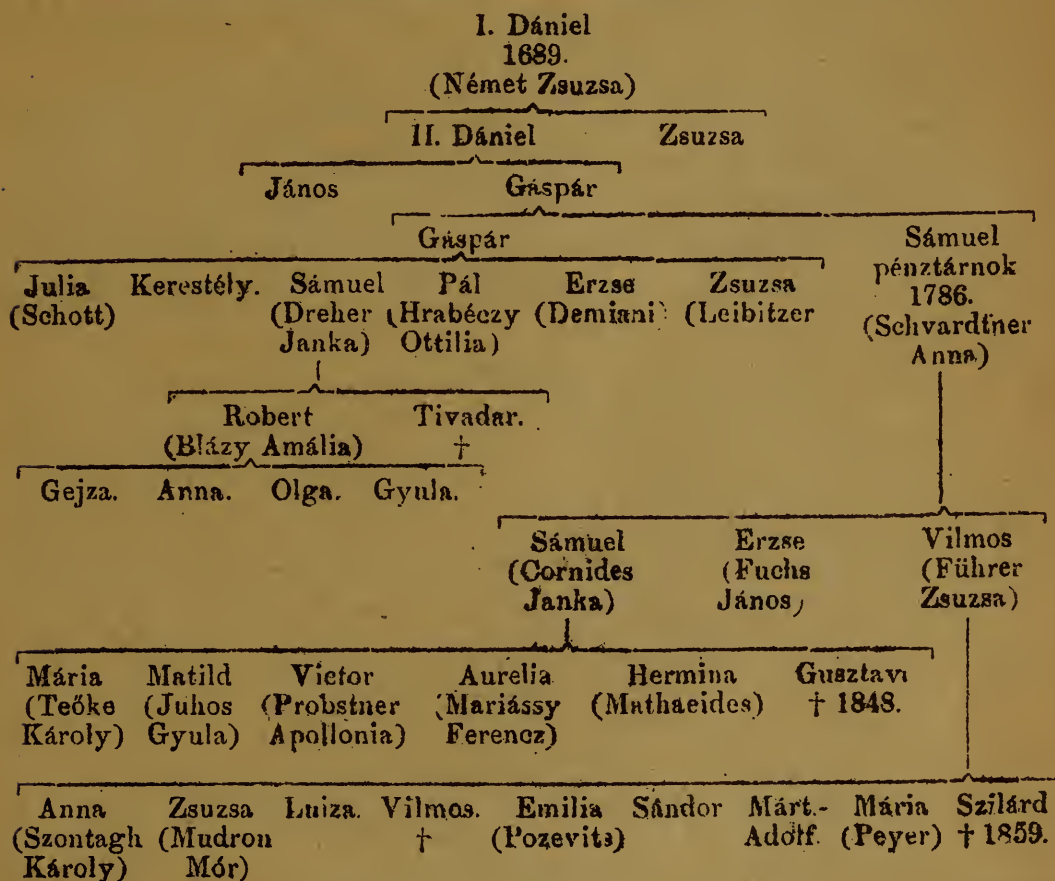 I. Dániel
1689.
(Német Zsuzsa)
II. Dániel Zsuzsa
János Gáspár
Gáspár Sámuel
pénztárnok
1786.
(Schvardtner
Anna)
Julia Kerestély. Sámuel Pál Erzse Zsuzsa
(Schott) (Dreher (Hrabéczy (Demiani) (Leibitzer
Janka) Ottilia)
Robert Tivadar.
(Blázy Amália) †
Gejza. Anna. Olga. Gyula.
Sámuel Erzse Vilmos
(Cornides (Fuchs (Führer
Janka) János) Zsuzsa)
Mária Matild Victor Aurelia Hermina Gusztáv
(Teőke (Juhos (Probstner (Mariássy (Mathaeides) † 1848.
Károly) Gyula) Apollonia) Ferencz)
Anna Zsuzsa Luiza. Vilmos. Emilia Sándor Márt.- Mária Szilárd
(Szontagh (Mudron † (Pozevits) Adolf. (Peyer) † 1859.
Károly) Mór)